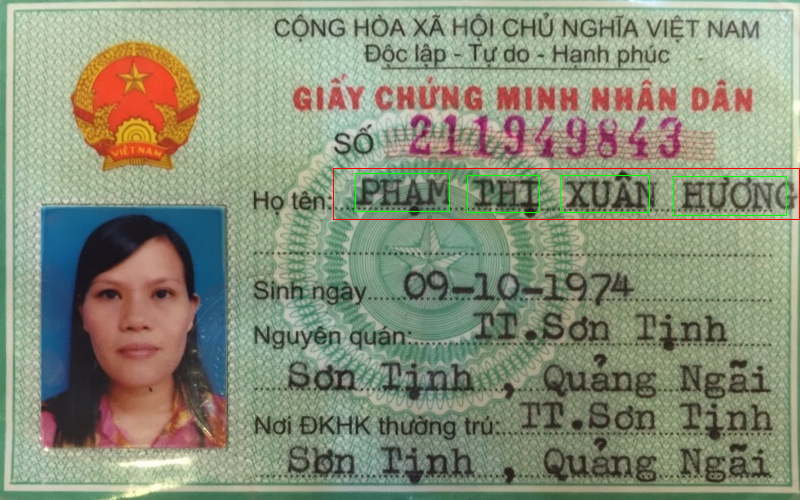 CỘNG HÒA XÃ HỘI CHỦ NGHĨA VIỆT NAM
Độc lập - Tự do - Hạnh phúc
GIẤY CHỨNG MINH NHÂN DÂN
SỐ 211949843
Họ tên: PHẠM THỊ XUÂN HƯƠNG
Sinh ngày 09-10-1974
Nguyên quán: TT.Sơn Tịnh
Sơn Tịnh , Quảng Ngãi
Nơi ĐKHK thường trú: TT.Sơn Tịnh
Sơn Tịnh , Quảng Ngãi
VIỆT NAM